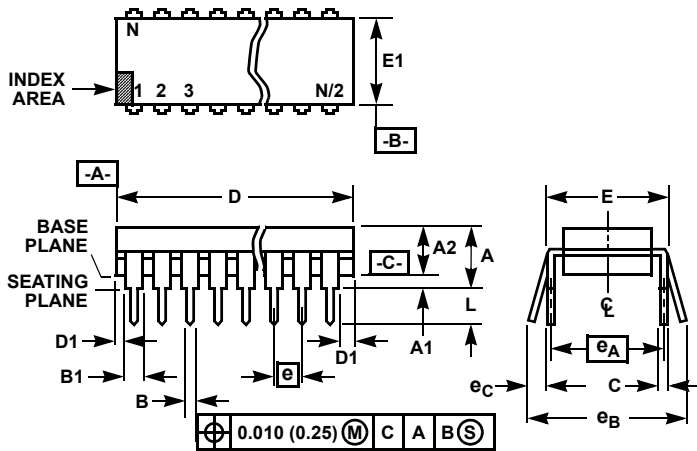 N
INDEX
AREA
1 2 3 N/2
E1
-B-
-A-
D
E
BASE
PLANE
A2
A
-C-
SEATING
PLANE
L
C
L
D1
A1
D1
eA
B1
e
eC
C
B
eB
0.010 (0.25) M C A B S